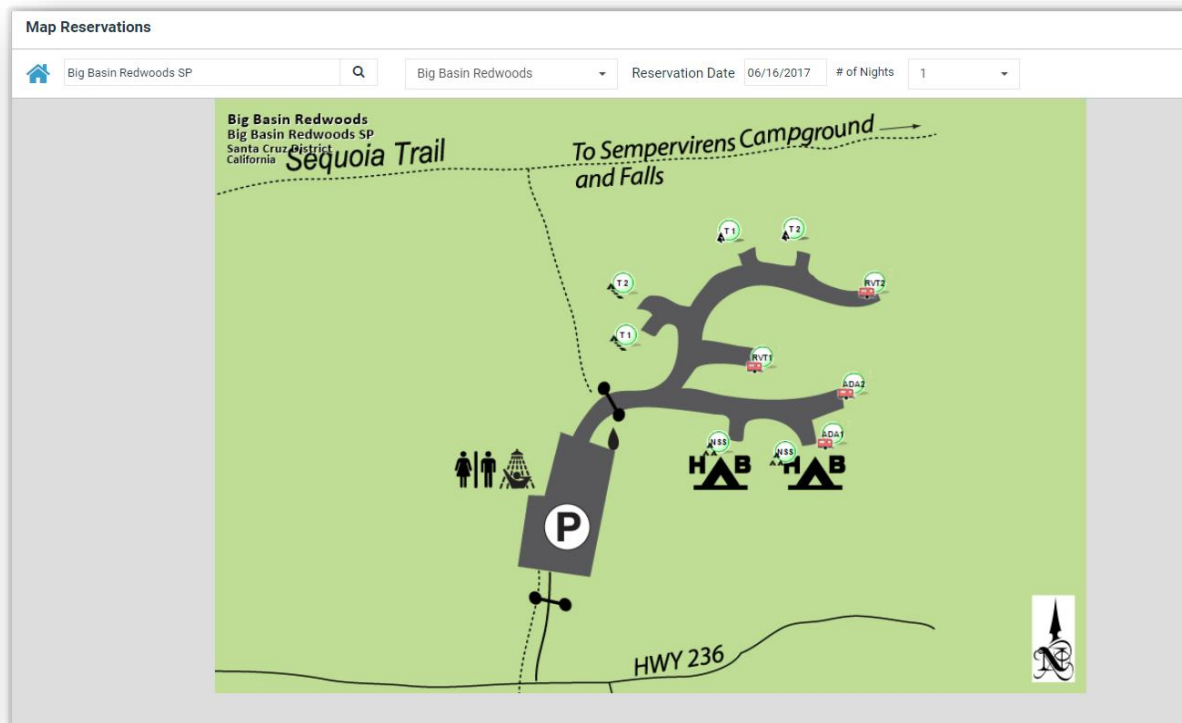 Map Reservations
Big Basin Redwoods SP
Big Basin Redwoods
Reservation Date
06/16/2017
# of Nights
1
Big Basin Redwoods
Big Basin Redwoods SP
Santa Cruz District
California
Sequoia Trail
To Sempervirens Campground
and Falls
T 1
T 2
T 2
RVT2
T 1
RVT1
ADA2
ADA1
NSS
NSS
H B
H B
P
HWY 236
N